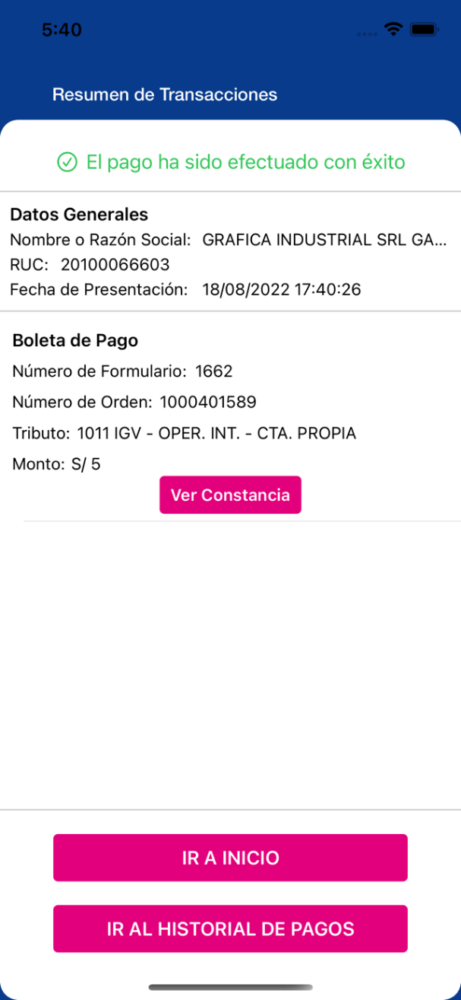 5:40
Resumen de Transacciones
El pago ha sido efectuado con éxito
Datos Generales
Nombre o Razón Social: GRAFICA INDUSTRIAL SRL GA...
RUC: 20100066603
Fecha de Presentación: 18/08/2022 17:40:26
Boleta de Pago
Número de Formulario: 1662
Número de Orden: 1000401589
Tributo: 1011 IGV - OPER. INT. - CTA. PROPIA
Monto: S/ 5
Ver Constancia
IR A INICIO
IR AL HISTORIAL DE PAGOS